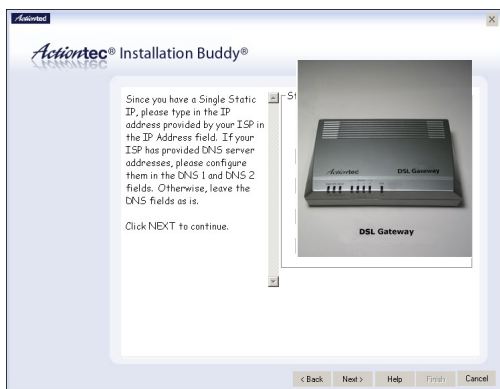 Actiontec
X
Actiontec® Installation Buddy®
Since you have a Single Static
IP, please type in the IP
address provided by your ISP in
the IP Address field. If your
ISP has provided DNS server
addresses, please configure
them in the DNS 1 and DNS 2
fields. Otherwise, leave the
DNS fields as is.
Click NEXT to continue.
Actiontec DSL Gateway
DSL Gateway
< Back Next > Help Finish Cancel